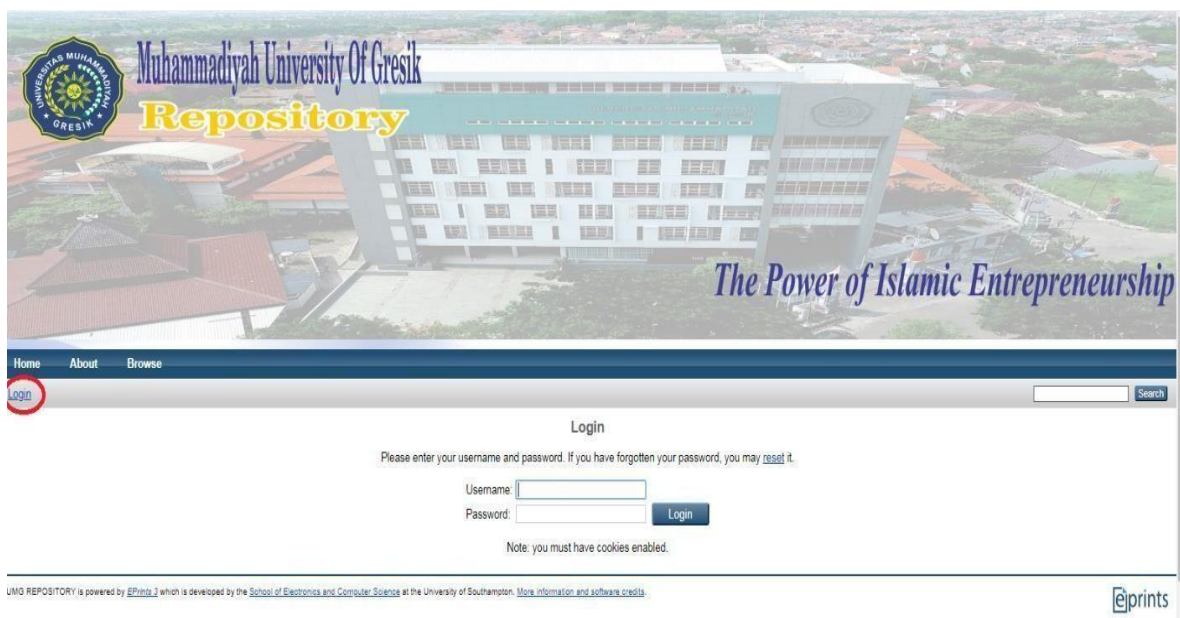 UNIVERSITAS MUHAMMADIYAH
GRESIK
Muhammadiyah University Of Gresik
Repository
The Power of Islamic Entrepreneurship
Home About Browse
Login
Search
Login
Please enter your username and password. If you have forgotten your password, you may reset it.
Username:
Password:
Login
Note: you must have cookies enabled.
UMG REPOSITORY is powered by EPrints 3 which is developed by the School of Electronics and Computer Science at the University of Southampton. More information and software credits.
eprints